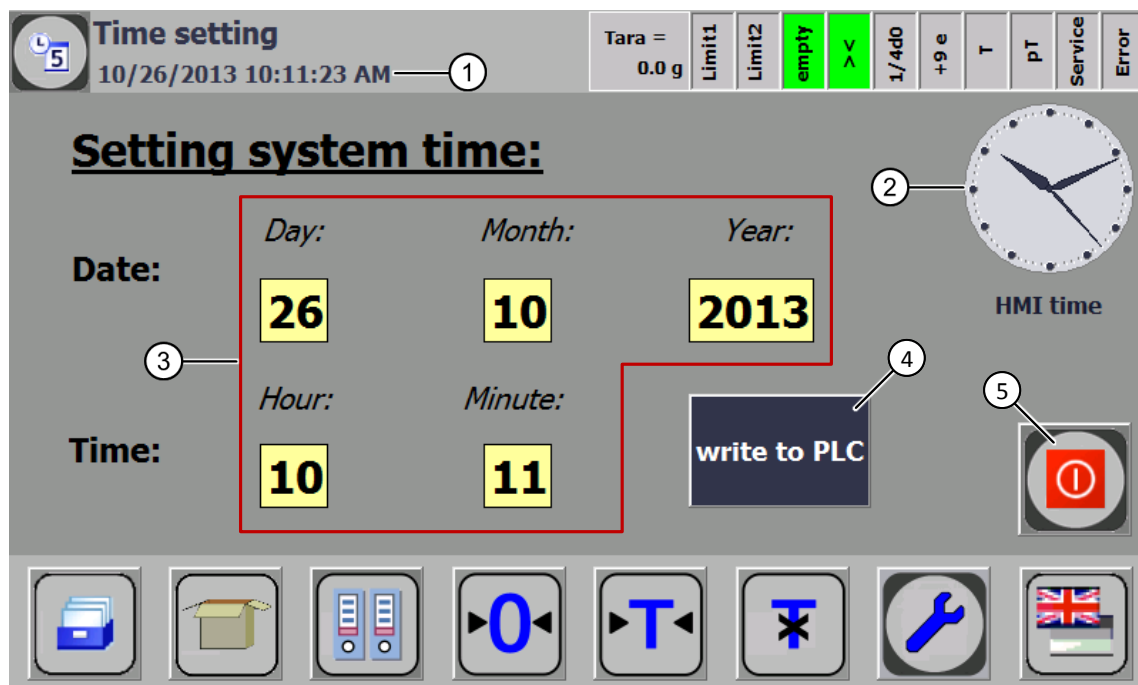 5
Time setting
10/26/2013 10:11:23 AM
1
Tara =
0.0 g
Limit1
Limit2
empty
><
1/4d0
+9 e
T
pT
Service
Error
Setting system time:
2
Day: Month: Year:
Date:
26 10 2013
HMI time
3
4
Hour: Minute:
5
Time:
write to PLC
10 11
0
T
T